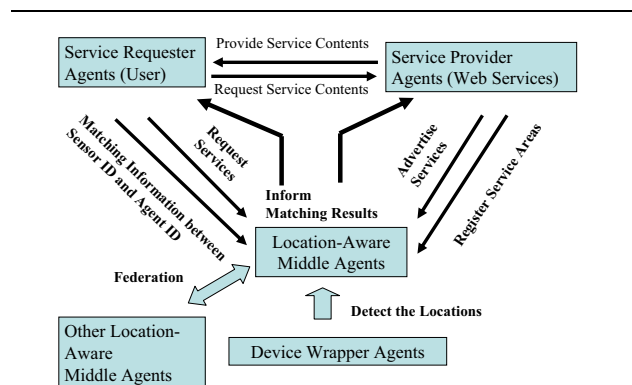 Service Requester
Agents (User)
Provide Service Contents
Request Service Contents
Service Provider
Agents (Web Services)
Matching Information between
Sensor ID and Agent ID
Request
Services
Advertise
Services
Register Service Areas
Inform
Matching Results
Location-Aware
Middle Agents
Federation
Detect the Locations
Other Location-
Aware
Middle Agents
Device Wrapper Agents